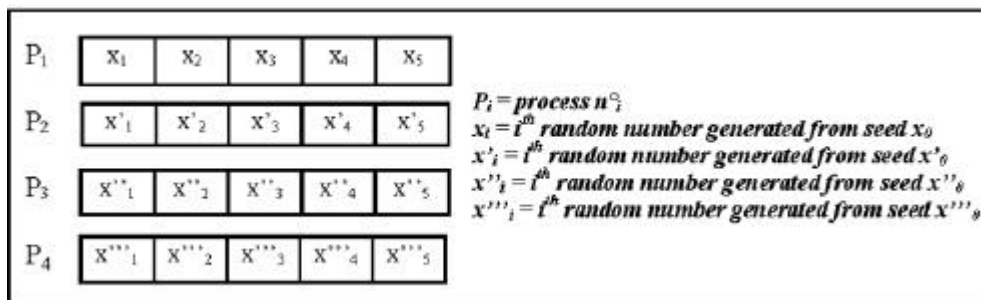 P₁ x₁ x₂ x₃ x₄ x₅
P₂ x'₁ x'₂ x'₃ x'₄ x'₅
P₃ x''₁ x''₂ x''₃ x''₄ x''₅
P₄ x'''₁ x'''₂ x'''₃ x'''₄ x'''₅
Pᵢ = process n°ᵢ
xᵢ = iᵗʰ random number generated from seed x₀
x'ᵢ = iᵗʰ random number generated from seed x'₀
x''ᵢ = iᵗʰ random number generated from seed x''₀
x'''ᵢ = iᵗʰ random number generated from seed x'''₀